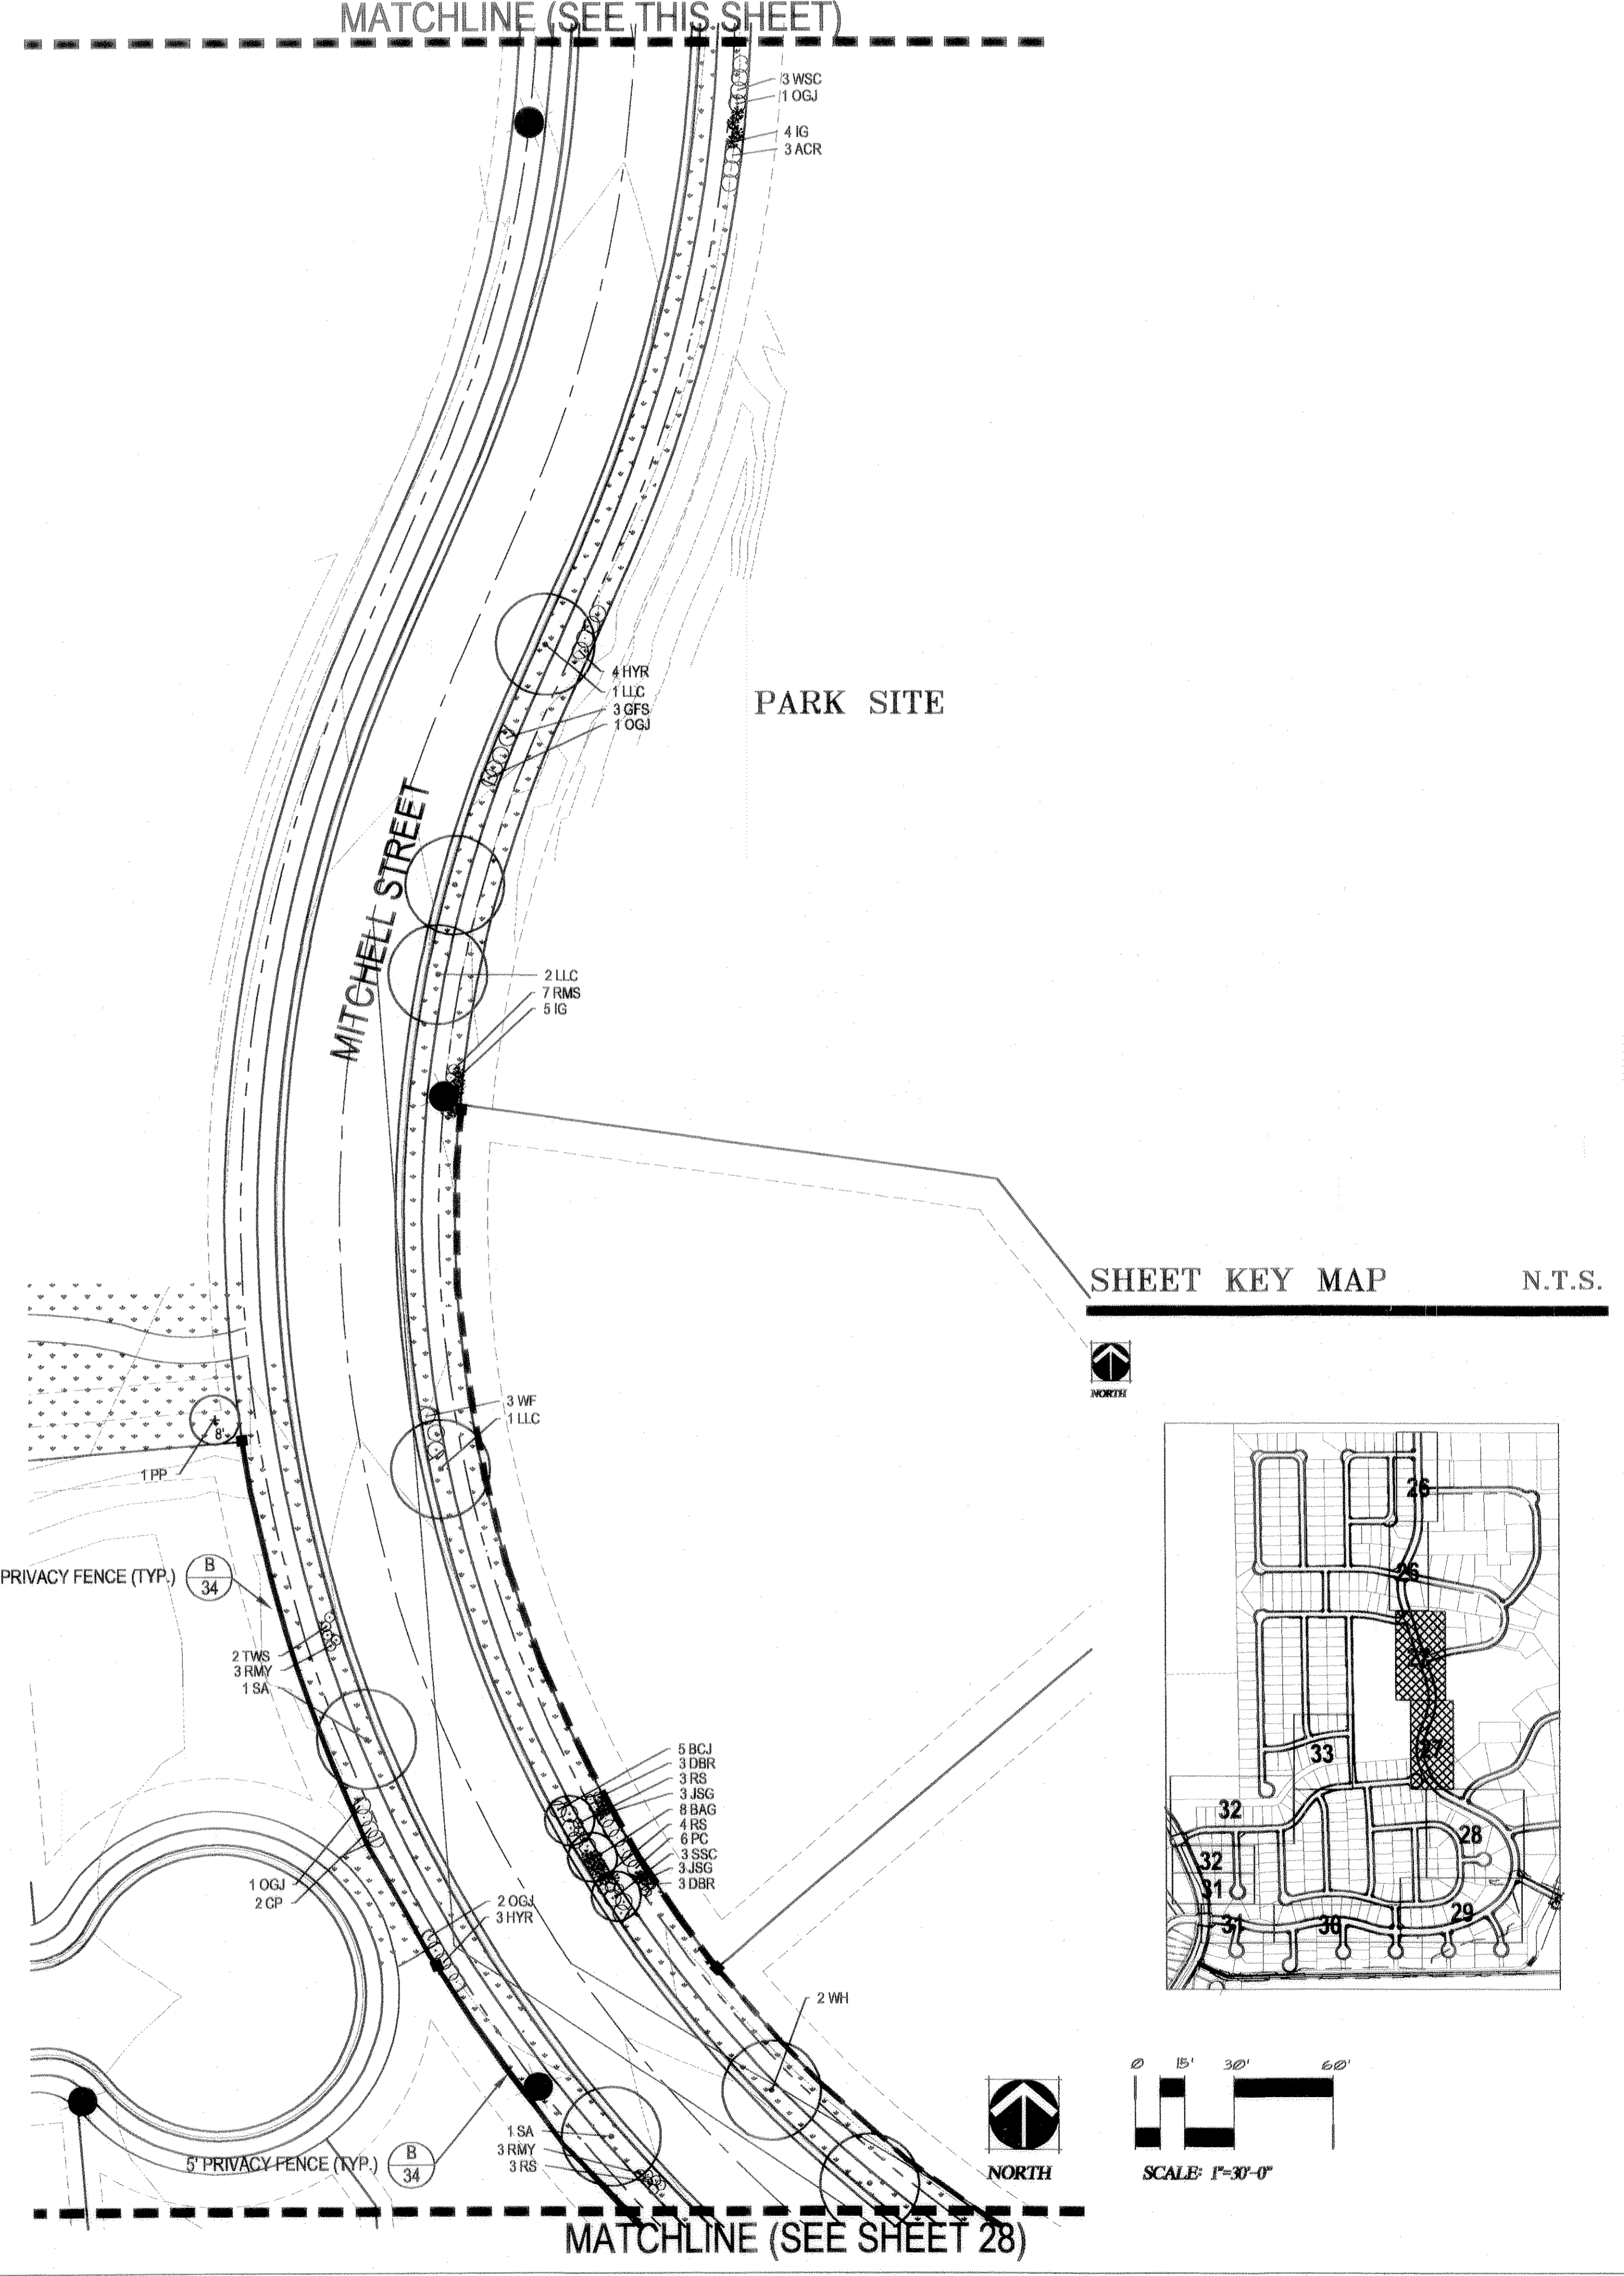 MATCHLINE (SEE THIS SHEET)
3 WSC
1 OGJ
4 IG
3 ACR
4 HYR
1 LLC
3 GFS
1 OGJ
PARK SITE
MITCHELL STREET
2 LLC
7 RMS
5 IG
SHEET KEY MAP N.T.S.
NORTH
3 WF
1 LLC
8'
1 PP
PRIVACY FENCE (TYP.)
B
34
2 TWS
3 RMY
1 SA
5 BCJ
3 DBR
3 RS
3 JSG
8 BAG
4 RS
6 PC
3 SSC
3 JSG
3 DBR
1 OGJ
2 CP
2 OGJ
3 HYR
2 WH
1 SA
3 RMY
3 RS
5' PRIVACY FENCE (TYP.)
B
34
26
26
27
33
32
28
32
31
29
31
30
NORTH
0 15' 30' 60'
SCALE: 1"=30'-0"
MATCHLINE (SEE SHEET 28)